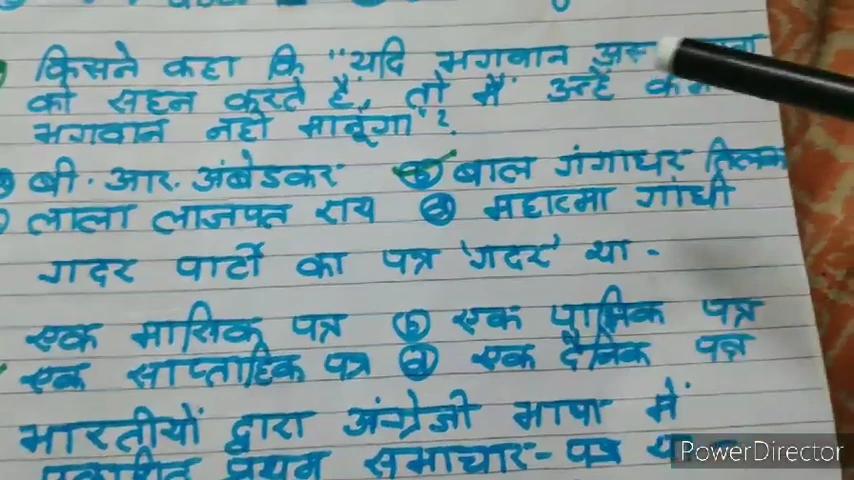 किसने कहा कि "यदि भगवान
को सहन करते हैं, तो मैं उन्हें
भगवान नहीं मानूंगा"?
बी. आर. अंबेडकर (b) बाल गंगाधर तिलक
लाला लाजपत राय (d) महात्मा गांधी
गदर पार्टी का पत्र 'गदर' था -
एक मासिक पत्र (b) एक पाक्षिक पत्र
एक साप्ताहिक पत्र (d) एक दैनिक पत्र
भारतीयों द्वारा अंग्रेजी भाषा में
प्रकाशित प्रथम समाचार-पत्र था -
PowerDirector